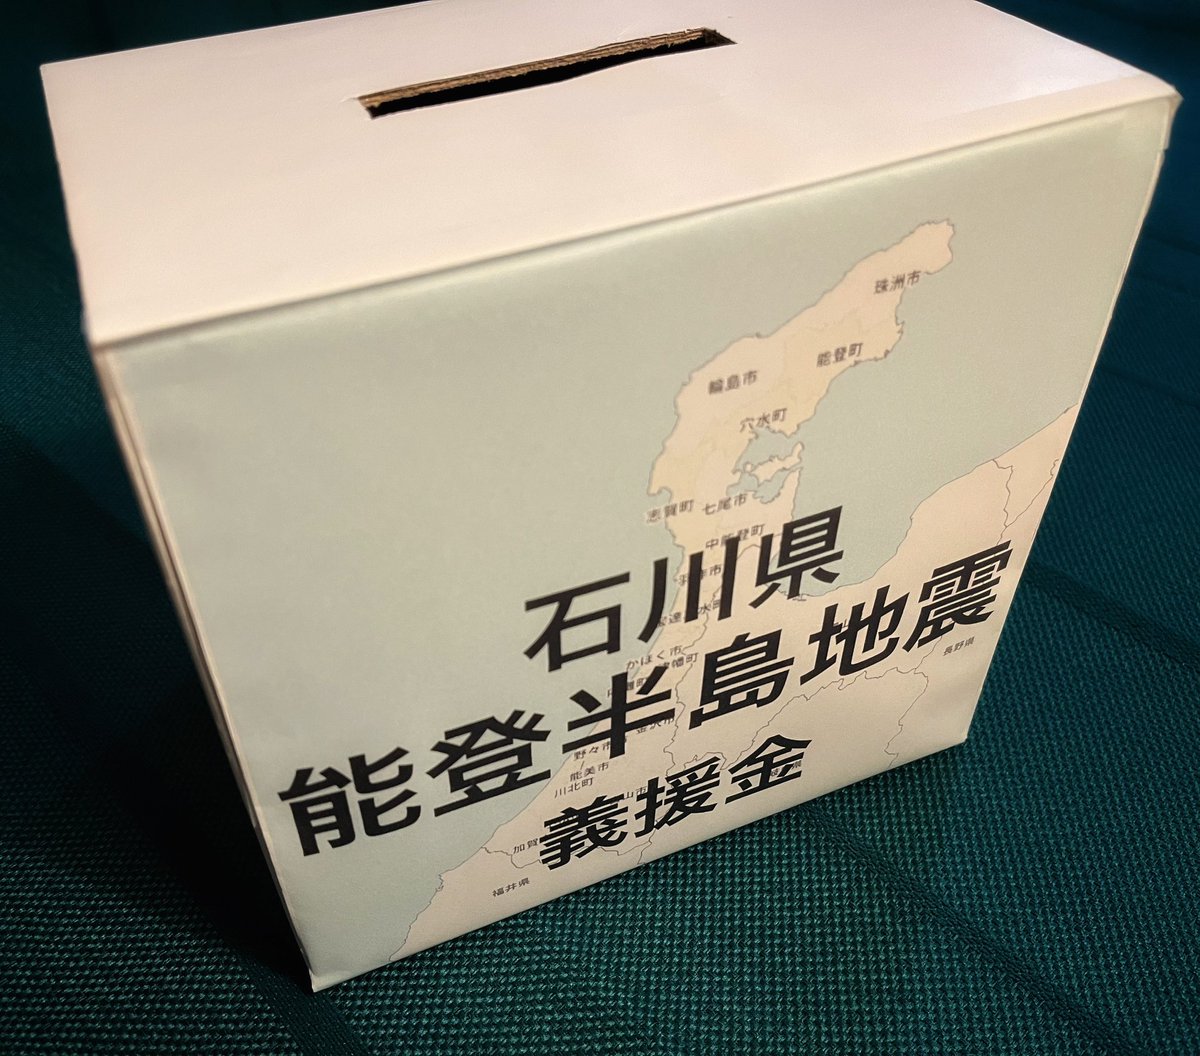 珠洲市
能登町
輪島市
穴水町
志賀町
七尾市
中能登町
石川県
能登半島地震
かほく市
長野県
野々市
能美市
川北町
義援金
加賀
福井県